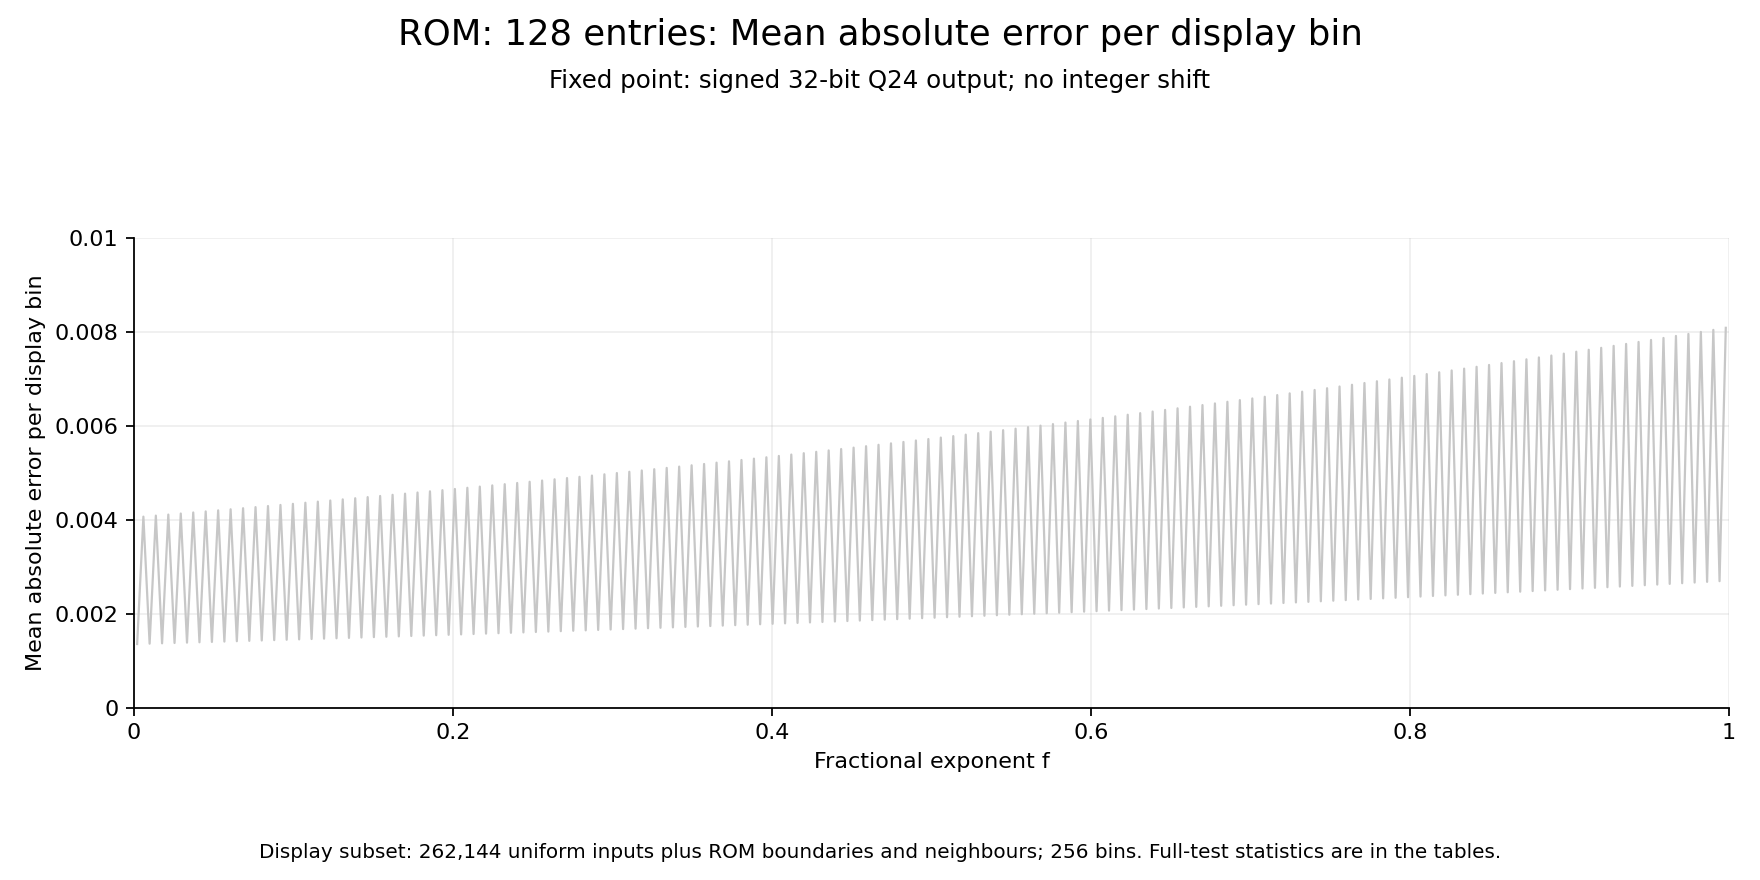 ROM: 128 entries: Mean absolute error per display bin
Fixed point: signed 32-bit Q24 output; no integer shift
Mean absolute error per display bin
0.01
0.008
0.006
0.004
0.002
0
0 0.2 0.4 0.6 0.8 1
Fractional exponent f
Display subset: 262,144 uniform inputs plus ROM boundaries and neighbours; 256 bins. Full-test statistics are in the tables.